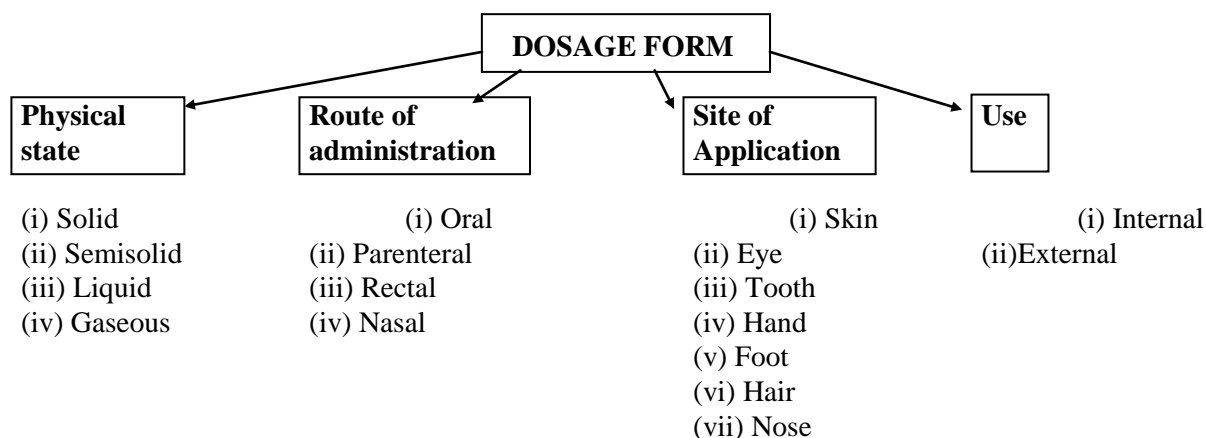 DOSAGE FORM
Physical
state
Route of
administration
Site of
Application
Use
(i) Solid
(ii) Semisolid
(iii) Liquid
(iv) Gaseous
(i) Oral
(ii) Parenteral
(iii) Rectal
(iv) Nasal
(i) Skin
(ii) Eye
(iii) Tooth
(iv) Hand
(v) Foot
(vi) Hair
(vii) Nose
(i) Internal
(ii)External